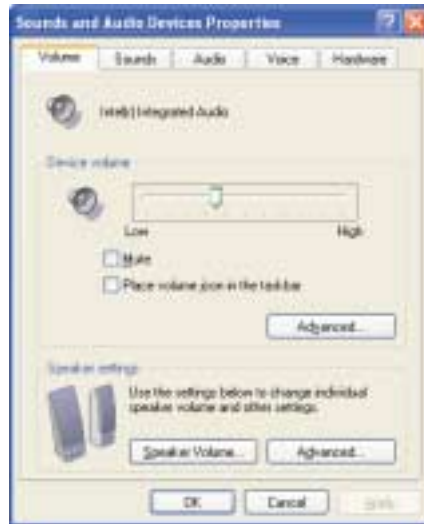 Sounds and Audio Devices Properties
Volume Sounds Audio Voice Hardware
Intel(r) Integrated Audio
Device volume
Low High
Mute
Place volume icon in the taskbar
Advanced...
Speaker settings
Use the settings below to change individual
speaker volume and other settings.
Speaker Volume... Advanced...
OK Cancel Apply